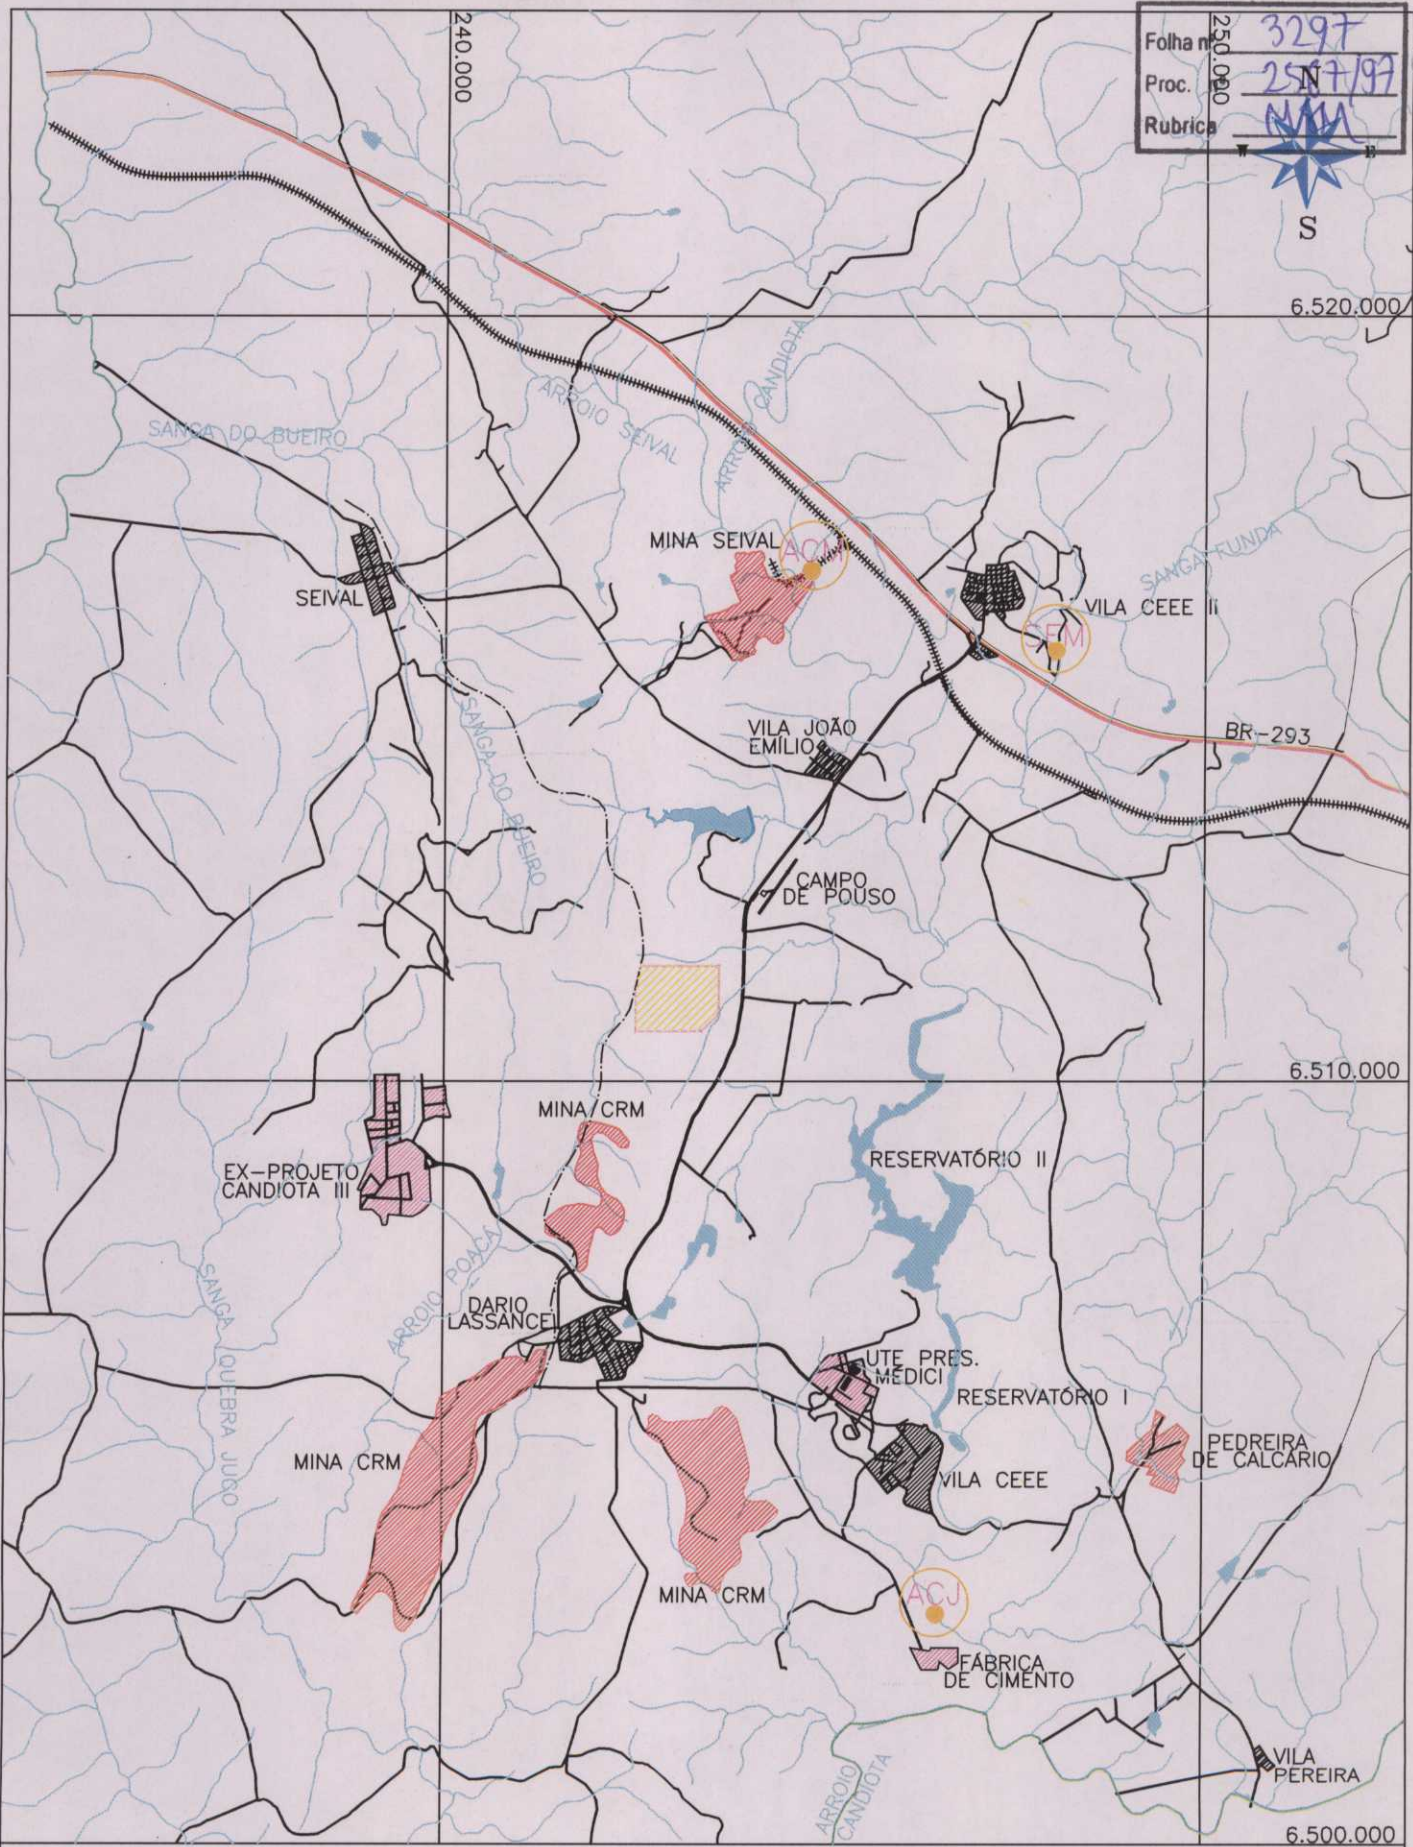 Folha nº 3297
Proc. nº
Rubrica
N
W
E
S
240.000
250.000
6.520.000
ARROIO CANDIOTA
ARROIO SEIVAL
SANGA DO BUEIRO
MINA SEIVAL
SANGA FUNDA
SEIVAL
VILA CEEE II
SANGA DO BUEIRO
VILA JOÃO
EMÍLIO
BR-293
CAMPO
DE POUSO
6.510.000
MINA CRM
EX-PROJETO
CANDIOTA III
RESERVATÓRIO II
ARROIO POACA
SANGA QUEBRA JUGO
DARIO
LASSANCE
UTE PRES.
MÉDICI
RESERVATÓRIO I
PEDREIRA
DE CALCÁRIO
MINA CRM
VILA CEEE
MINA CRM
ACJ
FÁBRICA
DE CIMENTO
VILA
PEREIRA
ARROIO
CANDIOTA
6.500.000